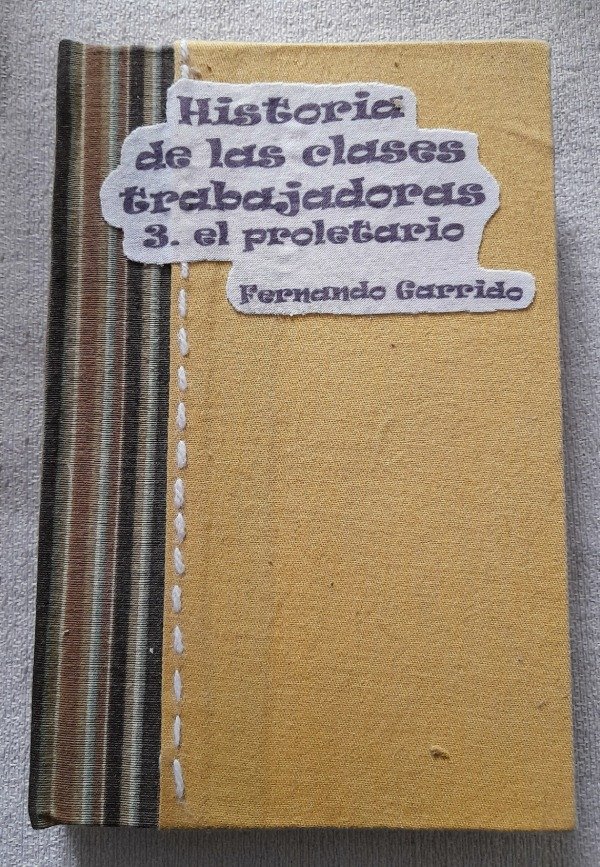 Historia
de las clases
trabajadoras
3. el proletario
Fernando Garrido